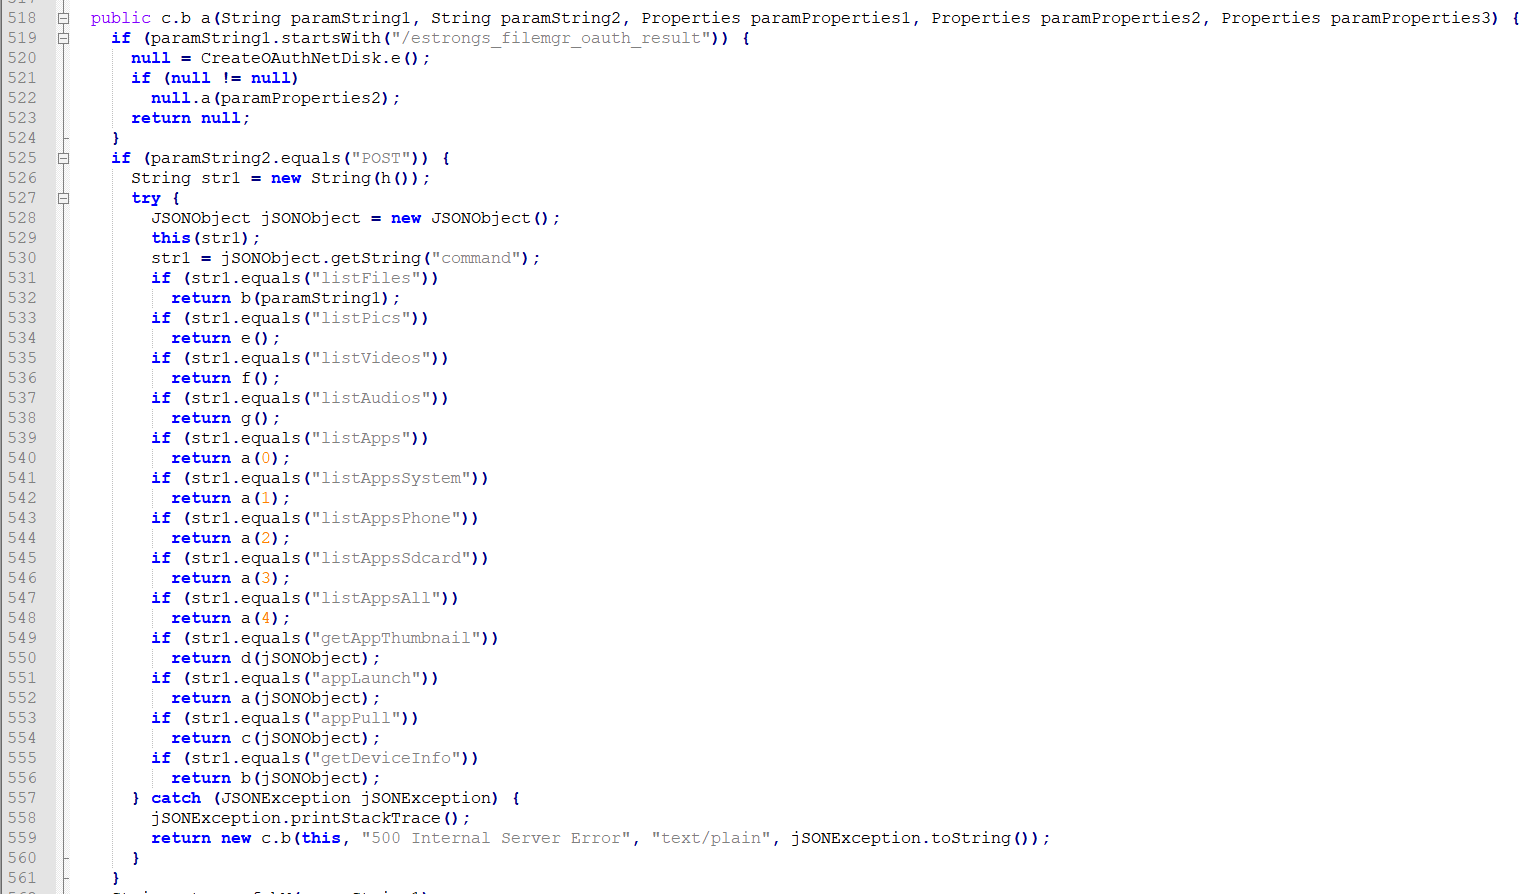 518 public c.b a(String paramString1, String paramString2, Properties paramProperties1, Properties paramProperties2, Properties paramProperties3) {
519 if (paramString1.startsWith("/estrongs_filemgr_oauth_result")) {
520 null = CreateOAuthNetDisk.e();
521 if (null != null)
522 null.a(paramProperties2);
523 return null;
524 }
525 if (paramString2.equals("POST")) {
526 String str1 = new String(h());
527 try {
528 JSONObject jSONObject = new JSONObject();
529 this(str1);
530 str1 = jSONObject.getString("command");
531 if (str1.equals("listFiles"))
532 return b(paramString1);
533 if (str1.equals("listPics"))
534 return e();
535 if (str1.equals("listVideos"))
536 return f();
537 if (str1.equals("listAudios"))
538 return g();
539 if (str1.equals("listApps"))
540 return a(0);
541 if (str1.equals("listAppsSystem"))
542 return a(1);
543 if (str1.equals("listAppsPhone"))
544 return a(2);
545 if (str1.equals("listAppsSdcard"))
546 return a(3);
547 if (str1.equals("listAppsAll"))
548 return a(4);
549 if (str1.equals("getAppThumbnail"))
550 return d(jSONObject);
551 if (str1.equals("appLaunch"))
552 return a(jSONObject);
553 if (str1.equals("appPull"))
554 return c(jSONObject);
555 if (str1.equals("getDeviceInfo"))
556 return b(jSONObject);
557 } catch (JSONException jSONException) {
558 jSONException.printStackTrace();
559 return new c.b(this, "500 Internal Server Error", "text/plain", jSONException.toString());
560 }
561 }